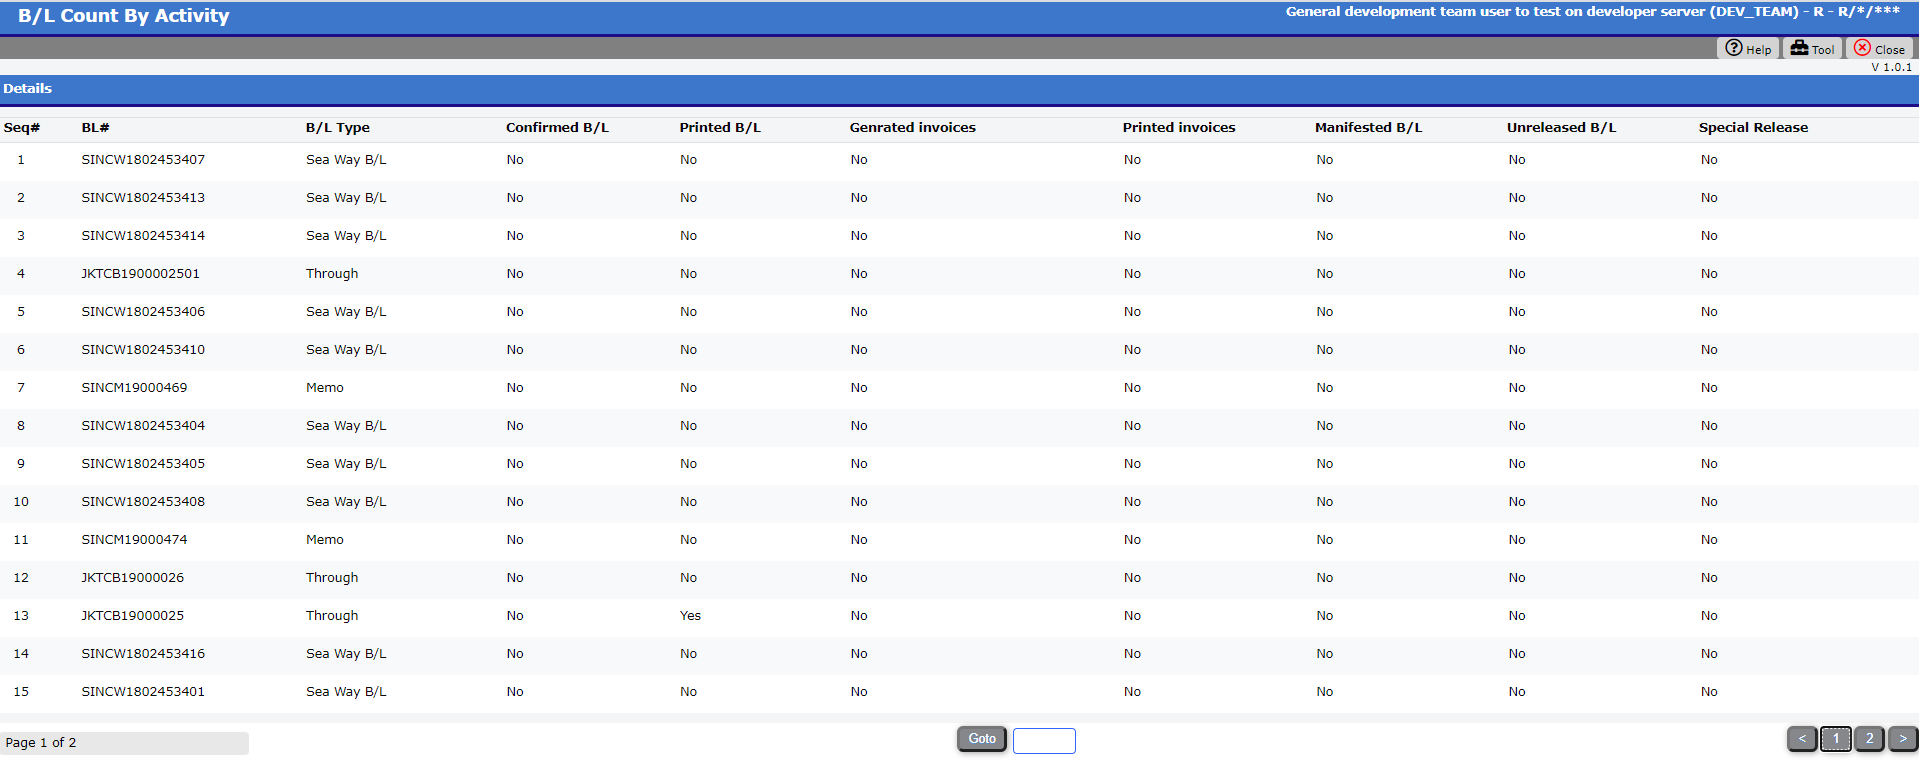 B/L Count By Activity General development team user to test on developer server (DEV_TEAM) - R - R/*/***
Help Tool Close
V 1.0.1
Details
Seq# BL# B/L Type Confirmed B/L Printed B/L Genrated invoices Printed invoices Manifested B/L Unreleased B/L Special Release
1 SINCW1802453407 Sea Way B/L No No No No No No No
2 SINCW1802453413 Sea Way B/L No No No No No No No
3 SINCW1802453414 Sea Way B/L No No No No No No No
4 JKTCB1900002501 Through No No No No No No No
5 SINCW1802453406 Sea Way B/L No No No No No No No
6 SINCW1802453410 Sea Way B/L No No No No No No No
7 SINCM19000469 Memo No No No No No No No
8 SINCW1802453404 Sea Way B/L No No No No No No No
9 SINCW1802453405 Sea Way B/L No No No No No No No
10 SINCW1802453408 Sea Way B/L No No No No No No No
11 SINCM19000474 Memo No No No No No No No
12 JKTCB19000026 Through No No No No No No No
13 JKTCB19000025 Through No Yes No No No No No
14 SINCW1802453416 Sea Way B/L No No No No No No No
15 SINCW1802453401 Sea Way B/L No No No No No No No
Page 1 of 2 Goto < 1 2 >